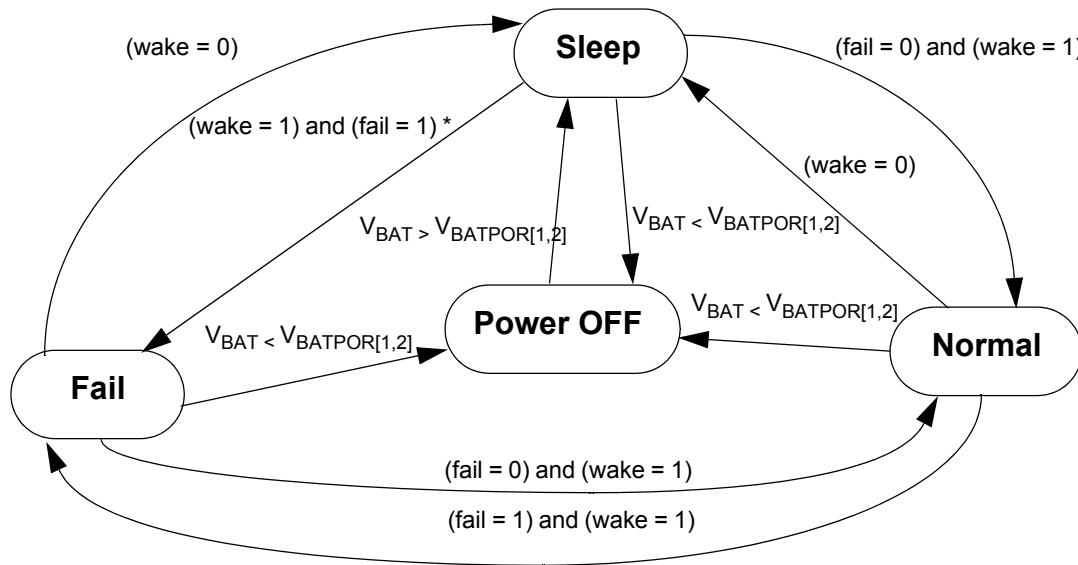 Sleep
(wake = 0)
(fail = 0) and (wake = 1)
(wake = 1) and (fail = 1) *
(wake = 0)
V_BAT > V_BATPOR[1,2]
V_BAT < V_BATPOR[1,2]
V_BAT < V_BATPOR[1,2]
Power OFF
Normal
V_BAT < V_BATPOR[1,2]
Fail
(fail = 0) and (wake = 1)
(fail = 1) and (wake = 1)